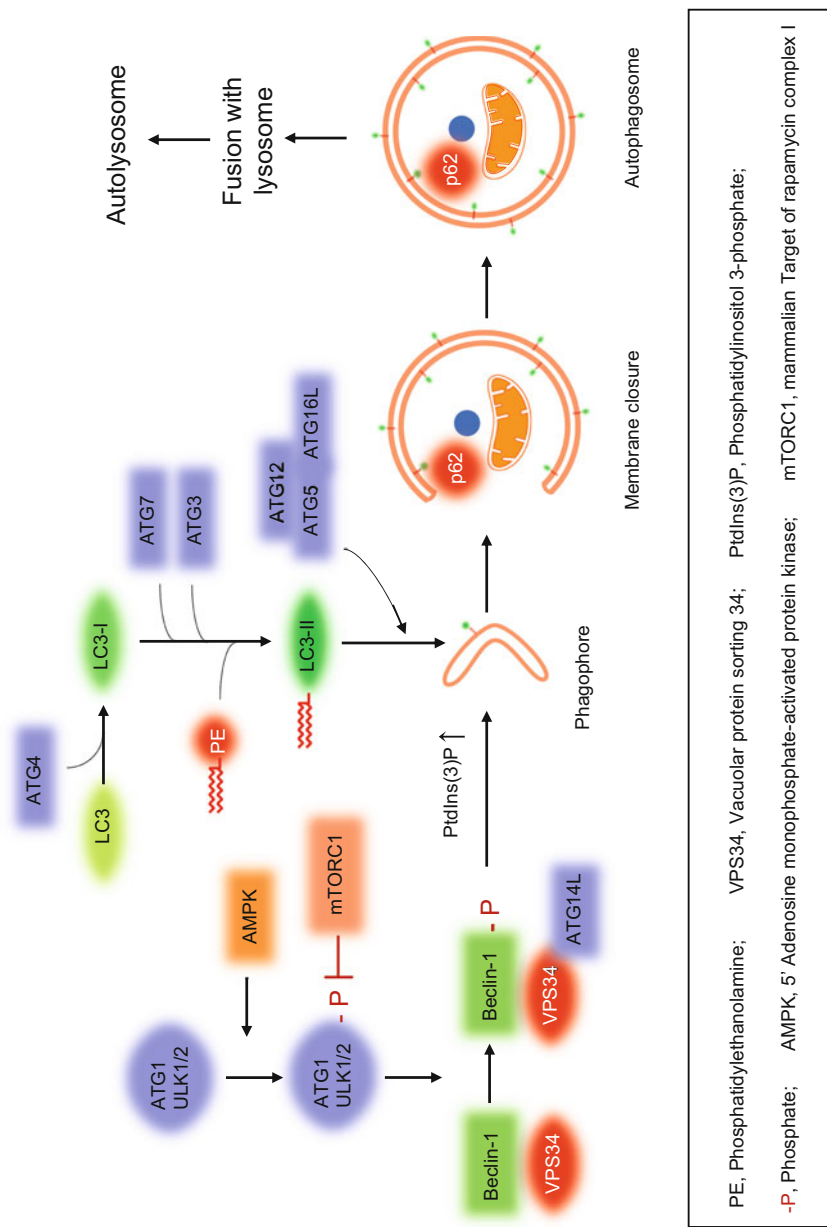 ATG1
ULK1/2
AMPK
ATG1
ULK1/2
- P
mTORC1
Beclin-1
VPS34
Beclin-1
- P
VPS34
ATG14L
PtdIns(3)P
LC3
ATG4
LC3-I
ATG7
ATG3
PE
LC3-II
ATG12
ATG5
ATG16L
Phagophore
p62
Membrane closure
p62
Autophagosome
Fusion with
lysosome
Autolysosome
PE, Phosphatidylethanolamine; VPS34, Vacuolar protein sorting 34; PtdIns(3)P, Phosphatidylinositol 3-phosphate;
-P, Phosphate; AMPK, 5' Adenosine monophosphate-activated protein kinase; mTORC1, mammalian Target of rapamycin complex I